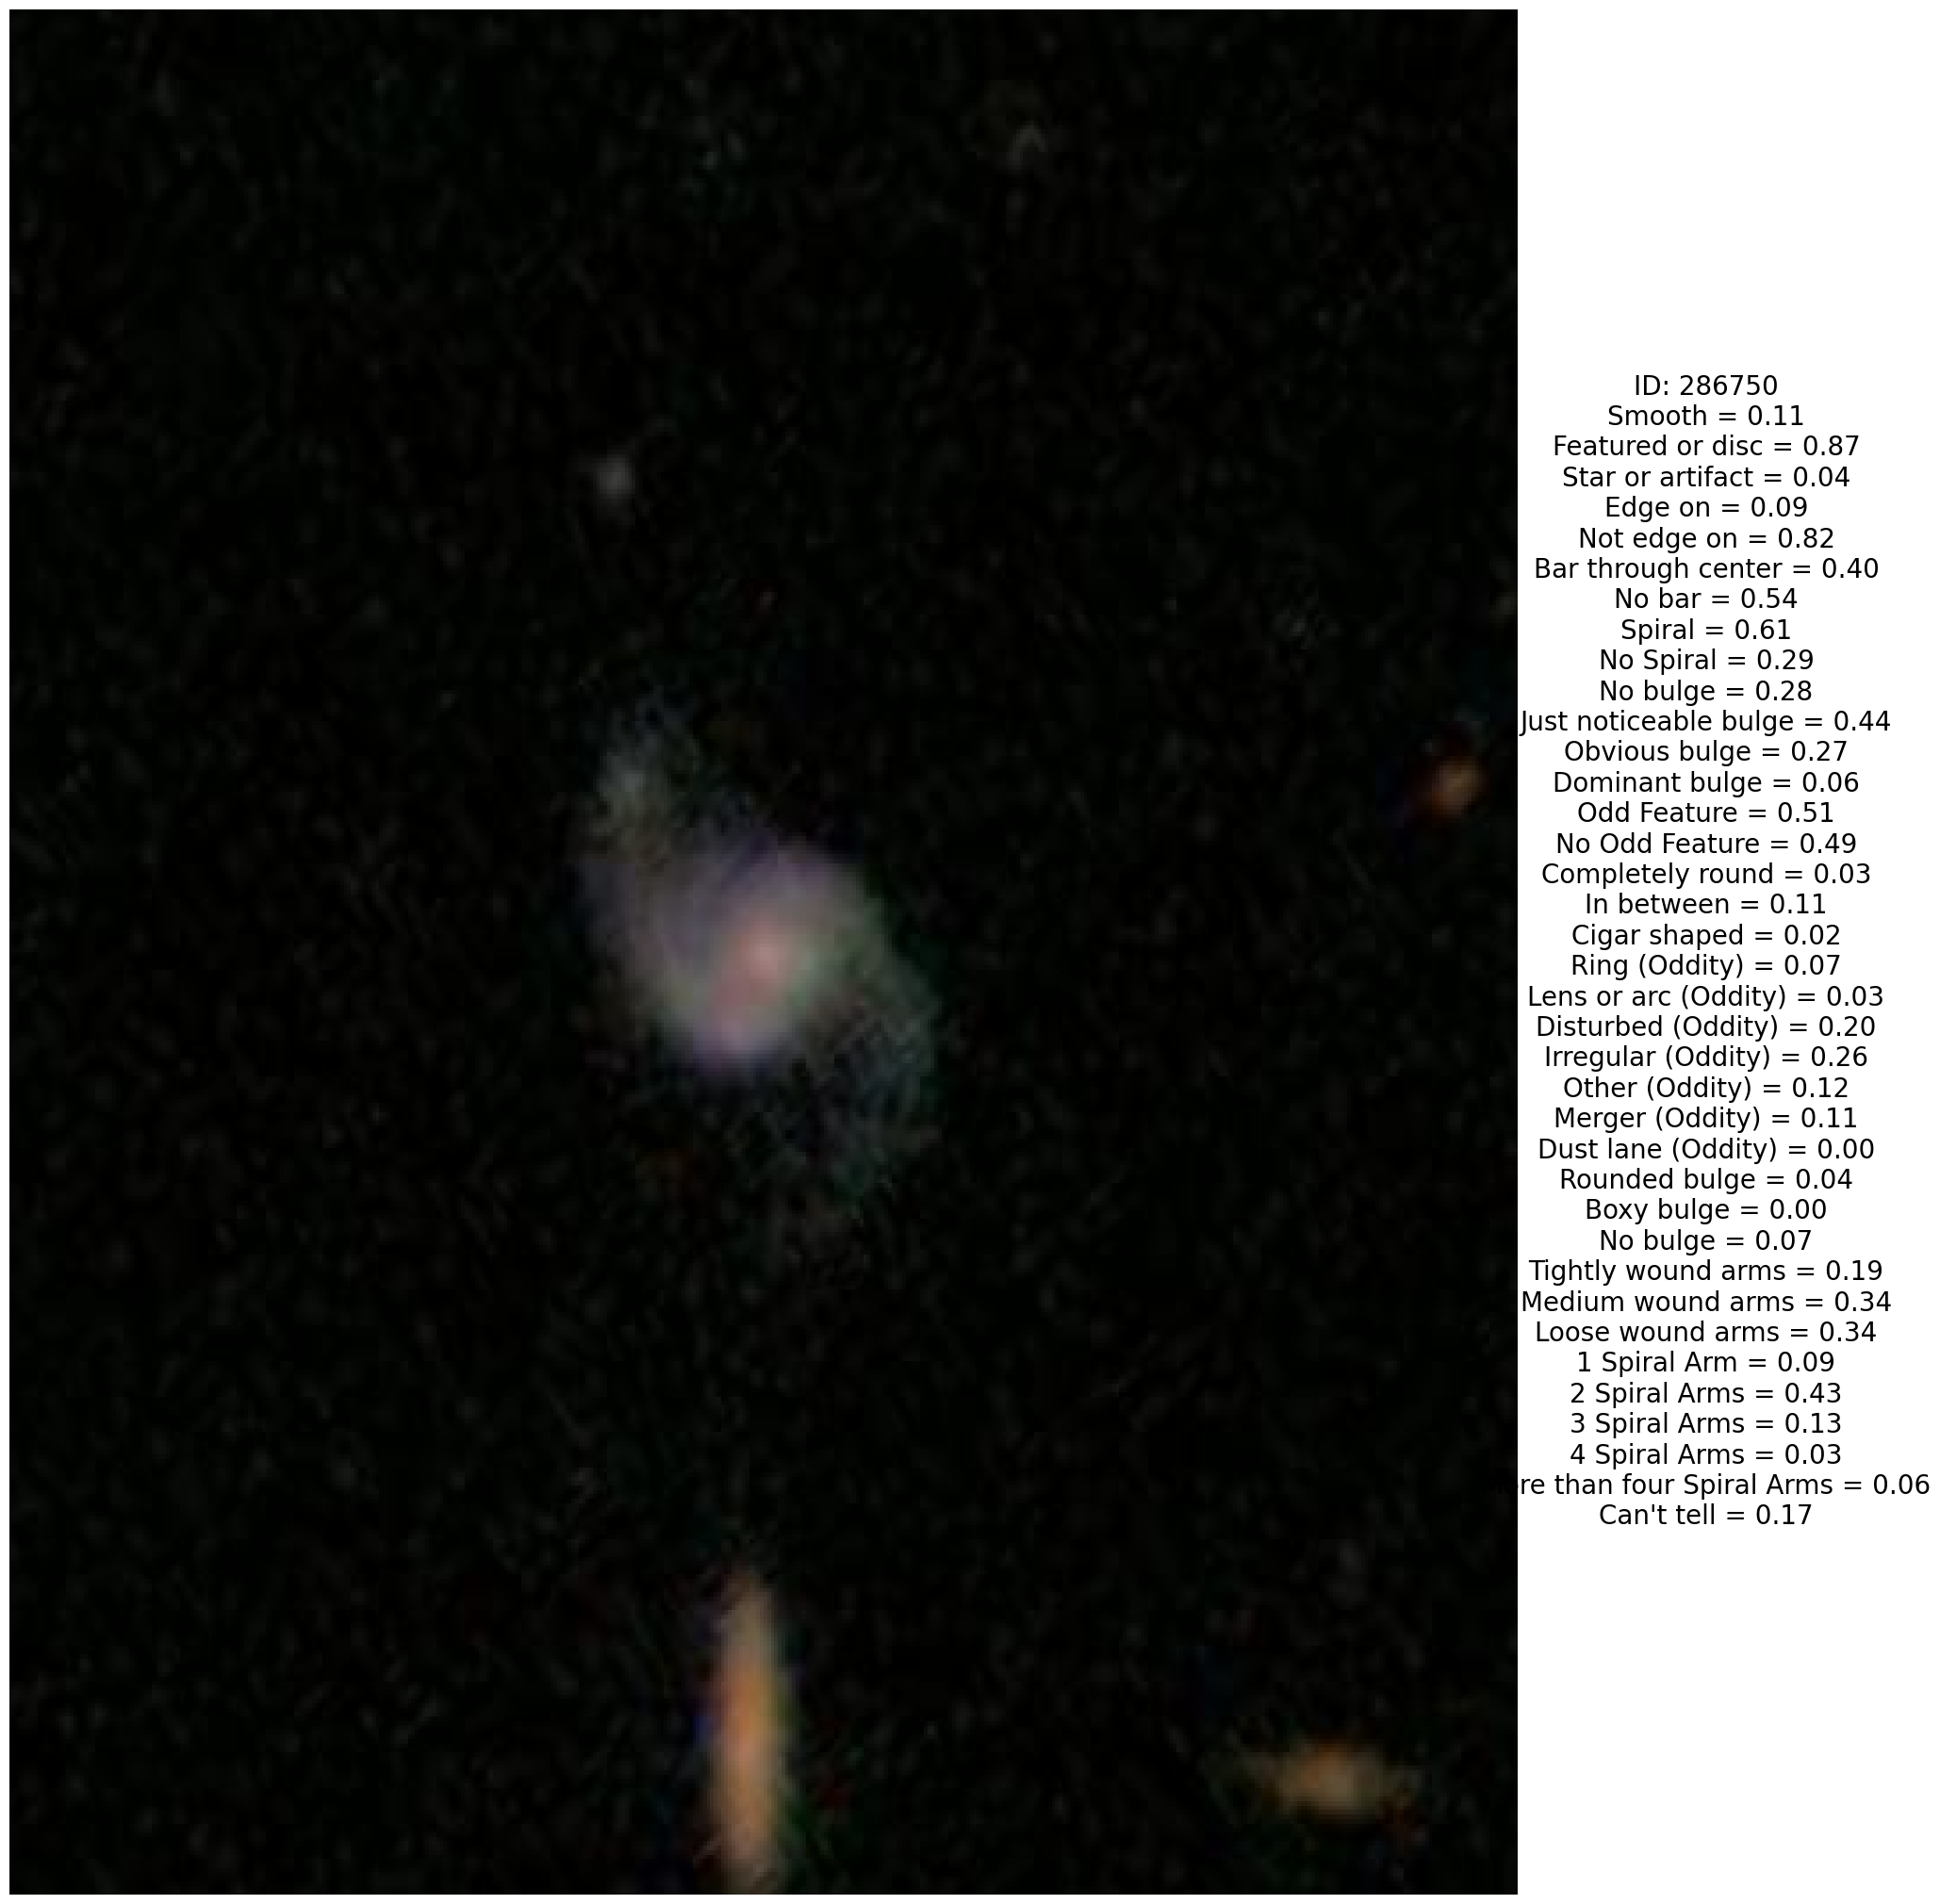 ID: 286750
Smooth = 0.11
Featured or disc = 0.87
Star or artifact = 0.04
Edge on = 0.09
Not edge on = 0.82
Bar through center = 0.40
No bar = 0.54
Spiral = 0.61
No Spiral = 0.29
No bulge = 0.28
Just noticeable bulge = 0.44
Obvious bulge = 0.27
Dominant bulge = 0.06
Odd Feature = 0.51
No Odd Feature = 0.49
Completely round = 0.03
In between = 0.11
Cigar shaped = 0.02
Ring (Oddity) = 0.07
Lens or arc (Oddity) = 0.03
Disturbed (Oddity) = 0.20
Irregular (Oddity) = 0.26
Other (Oddity) = 0.12
Merger (Oddity) = 0.11
Dust lane (Oddity) = 0.00
Rounded bulge = 0.04
Boxy bulge = 0.00
No bulge = 0.07
Tightly wound arms = 0.19
Medium wound arms = 0.34
Loose wound arms = 0.34
1 Spiral Arm = 0.09
2 Spiral Arms = 0.43
3 Spiral Arms = 0.13
4 Spiral Arms = 0.03
than four Spiral Arms = 0.06
Can't tell = 0.17